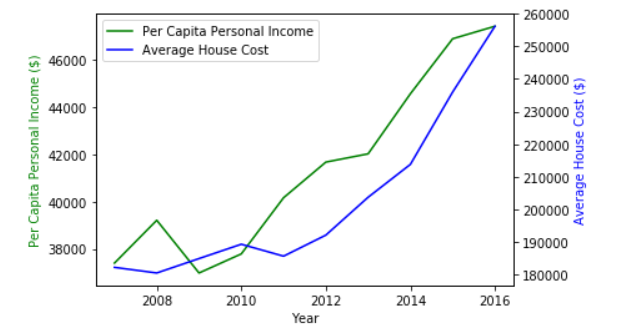 Per Capita Personal Income
Average House Cost
Per Capita Personal Income ($)
46000
44000
42000
40000
38000
260000
250000
240000
230000
220000
210000
200000
190000
180000
Average House Cost ($)
2008 2010 2012 2014 2016
Year